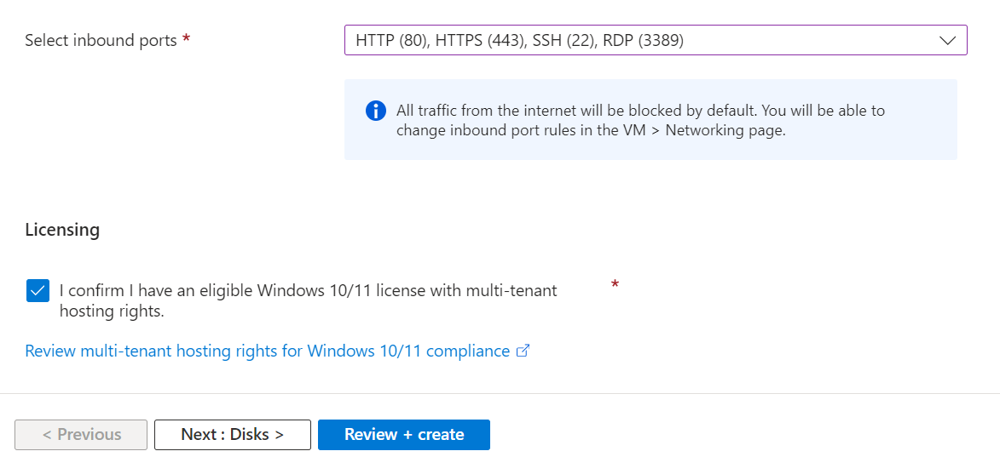 Select inbound ports *
HTTP (80), HTTPS (443), SSH (22), RDP (3389)
All traffic from the internet will be blocked by default. You will be able to
change inbound port rules in the VM > Networking page.
Licensing
I confirm I have an eligible Windows 10/11 license with multi-tenant *
hosting rights.
Review multi-tenant hosting rights for Windows 10/11 compliance
< Previous
Next : Disks >
Review + create